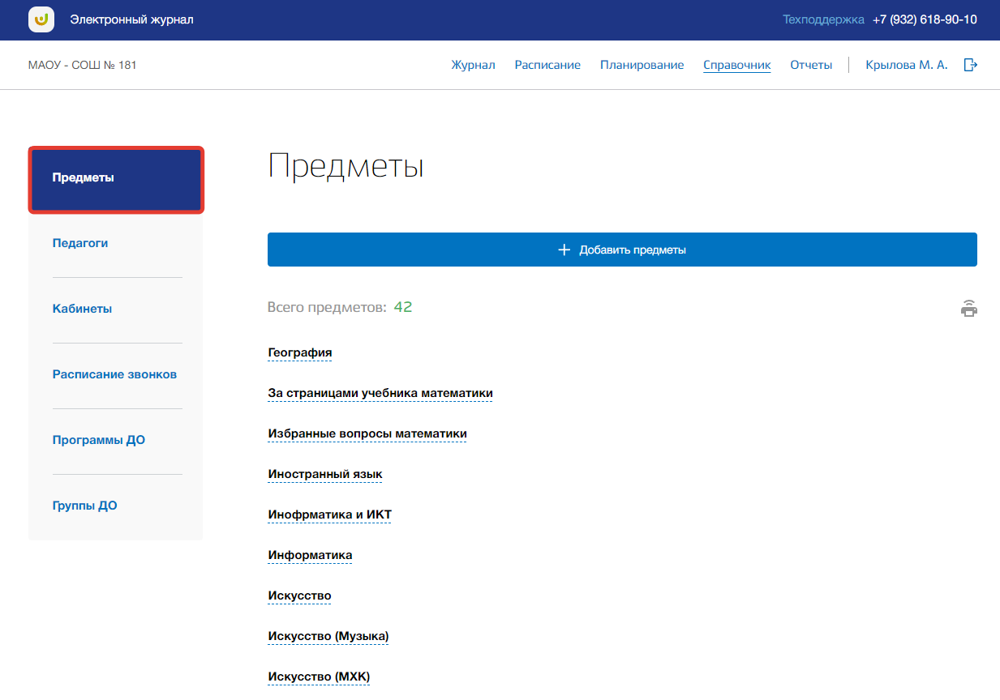 Электронный журнал
Техподдержка +7 (932) 618-90-10
МАОУ - СОШ № 181
Журнал Расписание Планирование Справочник Отчеты Крылова М. А.
Предметы
Педагоги
Кабинеты
Расписание звонков
Программы ДО
Группы ДО
Предметы
Добавить предметы
Всего предметов: 42
География
За страницами учебника математики
Избранные вопросы математики
Иностранный язык
Инофрматика и ИКТ
Информатика
Искусство
Искусство (Музыка)
Искусство (МХК)